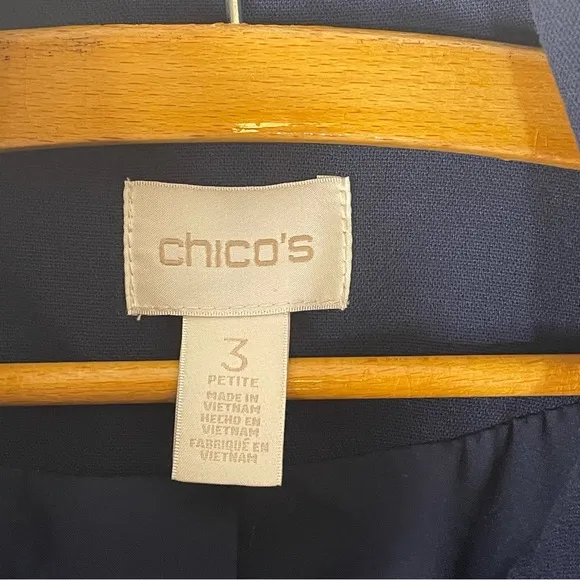 chico's
3
PETITE
MADE IN
VIETNAM
HECHO EN
VIETNAM
FABRIQUÉ EN
VIETNAM